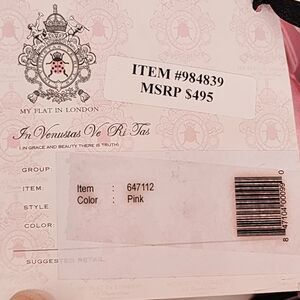 ITEM #984839
MSRP $495
MY FLAT IN LONDON
In Venustas Ve Ri Tas
(IN GRACE AND BEAUTY THERE IS TRUTH)
GROUP
ITEM:
STYLE
COLOR
Item : 647112
Color : Pink
SUGGESTED RETAIL